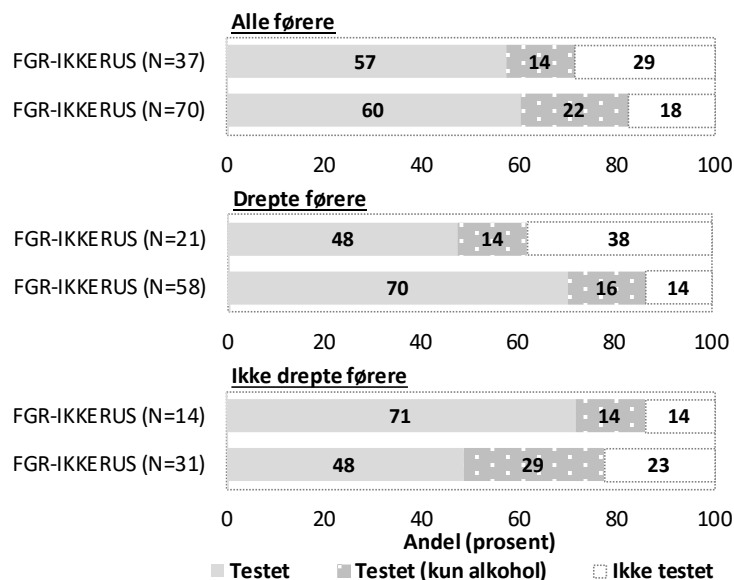 Alle førere
FGR-IKKERUS (N=37) 57 14 29
FGR-IKKERUS (N=70) 60 22 18
0 20 40 60 80 100
Drepte førere
FGR-IKKERUS (N=21) 48 14 38
FGR-IKKERUS (N=58) 70 16 14
0 20 40 60 80 100
Ikke drepte førere
FGR-IKKERUS (N=14) 71 14 14
FGR-IKKERUS (N=31) 48 29 23
0 20 40 60 80 100
Andel (prosent)
Testet Testet (kun alkohol) Ikke testet